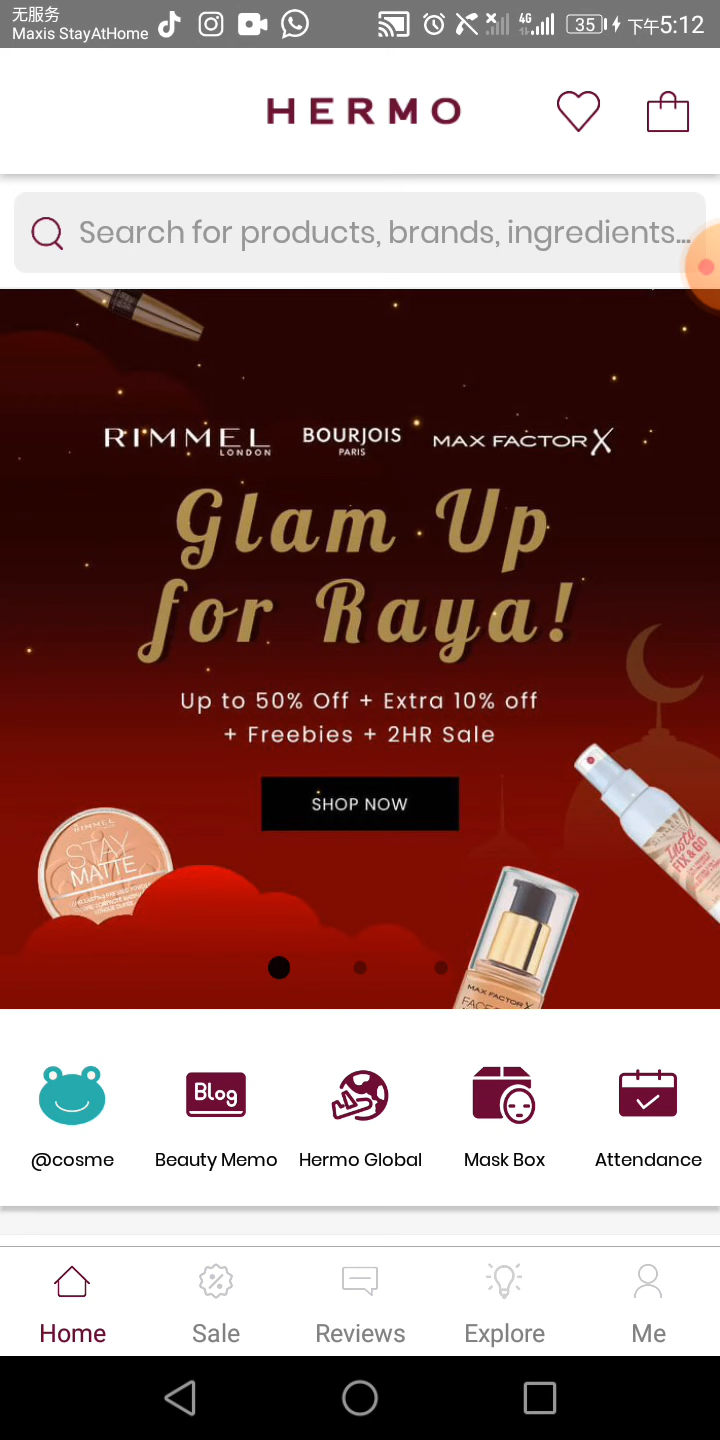 无服务
Maxis StayAtHome
4G
35
下午5:12
HERMO
Search for products, brands, ingredients...
RIMMEL
LONDON
BOURJOIS
PARIS
MAX FACTOR X
Glam Up
for Raya!
Up to 50% Off + Extra 10% off
+ Freebies + 2HR Sale
SHOP NOW
RIMMEL
STAY
MATTE
Insta
FIX & GO
MAX FACTOR X
Blog
@cosme
Beauty Memo
Hermo Global
Mask Box
Attendance
Home
Sale
Reviews
Explore
Me